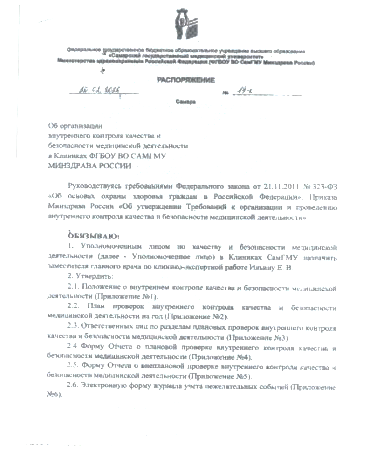 Федеральное государственное бюджетное образовательное учреждение высшего образования
«Самарский государственный медицинский университет»
Министерства здравоохранения Российской Федерации (ФГБОУ ВО СамГМУ Минздрава России)
РАСПОРЯЖЕНИЕ
№
Самара
Об организации
внутреннего контроля качества и
безопасности медицинской деятельности
в Клиниках ФГБОУ ВО САМГМУ
МИНЗДРАВА РОССИИ
Руководствуясь требованиями Федерального закона от 21.11.2011 № 323-ФЗ
«Об основах охраны здоровья граждан в Российской Федерации», Приказа
Минздрава России «Об утверждении Требований к организации и проведению
внутреннего контроля качества и безопасности медицинской деятельности»
ОБЯЗЫВАЮ:
1. Уполномоченным лицом по качеству и безопасности медицинской
деятельности (далее - Уполномоченное лицо) в Клиниках СамГМУ назначить
заместителя главного врача по клинико-экспертной работе
2. Утвердить:
2.1. Положение о внутреннем контроле качества и безопасности медицинской
деятельности (Приложение №1).
2.2. План проверок внутреннего контроля качества и безопасности
медицинской деятельности на год (Приложение №2).
2.3. Ответственных лиц по разделам плановых проверок внутреннего контроля
качества и безопасности медицинской деятельности (Приложение №3)
2.4 Форму Отчета о плановой проверке внутреннего контроля качества и
безопасности медицинской деятельности (Приложение №4).
2.5. Форму Отчета о внеплановой проверке внутреннего контроля качества и
безопасности медицинской деятельности (Приложение №5).
2.6. Электронную форму журнала учета нежелательных событий (Приложение
№6).